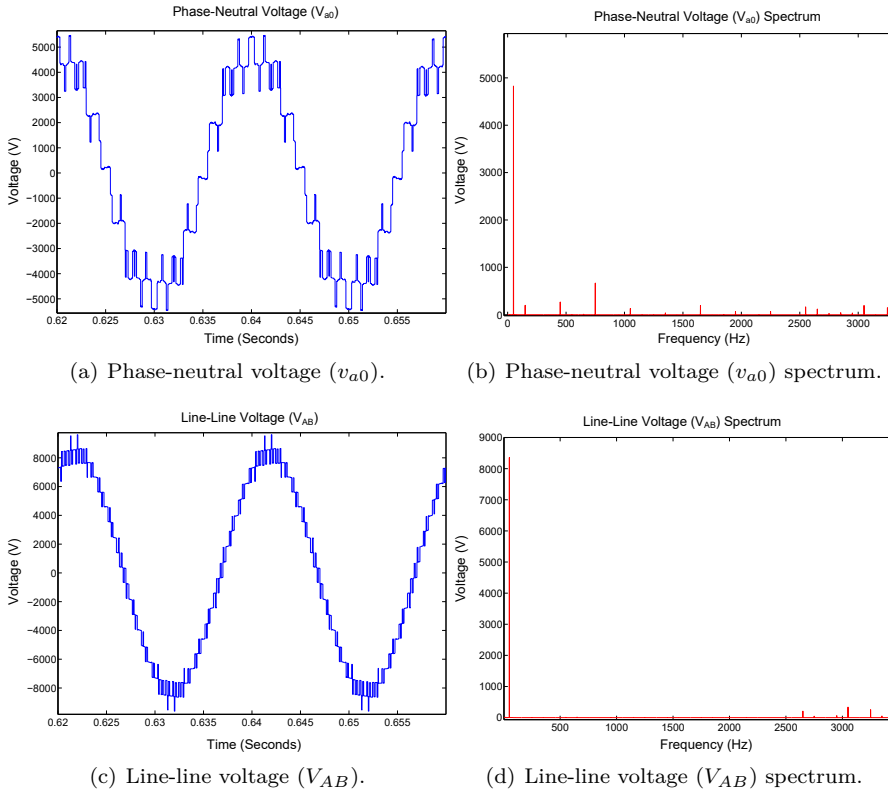 Phase-Neutral Voltage (Va0)
Voltage (V)
5000
4000
3000
2000
1000
0
−1000
−2000
−3000
−4000
−5000
0.62 0.625 0.63 0.635 0.64 0.645 0.65 0.655
Time (Seconds)
(a) Phase-neutral voltage (va0).
Phase-Neutral Voltage (Va0) Spectrum
Voltage (V)
5000
4000
3000
2000
1000
0
0 500 1000 1500 2000 2500 3000
Frequency (Hz)
(b) Phase-neutral voltage (va0) spectrum.
Line-Line Voltage (VAB)
Voltage (V)
8000
6000
4000
2000
0
−2000
−4000
−6000
−8000
0.62 0.625 0.63 0.635 0.64 0.645 0.65 0.655
Time (Seconds)
(c) Line-line voltage (VAB).
Line-Line Voltage (VAB) Spectrum
Voltage (V)
9000
8000
7000
6000
5000
4000
3000
2000
1000
0
500 1000 1500 2000 2500 3000
Frequency (Hz)
(d) Line-line voltage (VAB) spectrum.